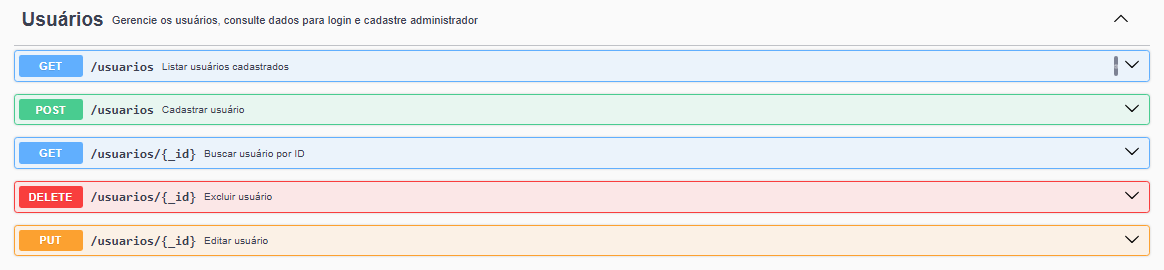 Usuários Gerencie os usuários, consulte dados para login e cadastre administrador
GET /usuarios Listar usuários cadastrados
POST /usuarios Cadastrar usuário
GET /usuarios/{_id} Buscar usuário por ID
DELETE /usuarios/{_id} Excluir usuário
PUT /usuarios/{_id} Editar usuário